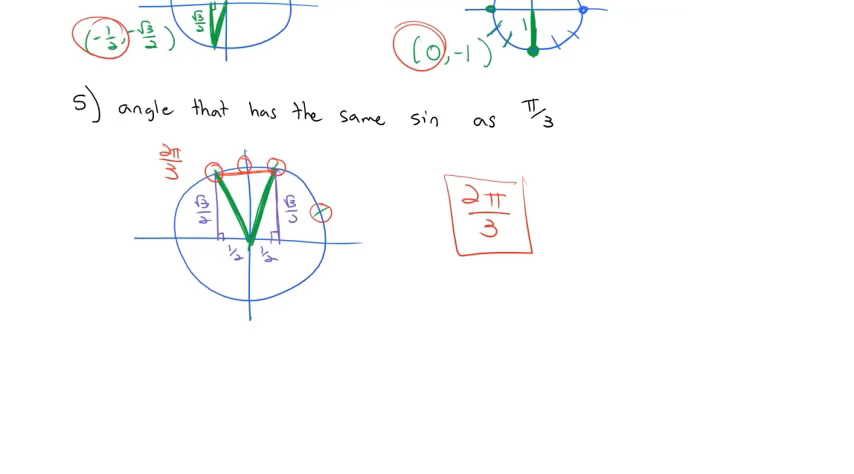 √3/2
(-1/2, -√3/2)
1
(0, -1)
5) angle that has the same sin as π/3
2π/3
√3/2 √3/2
1/2 1/2
2π/3